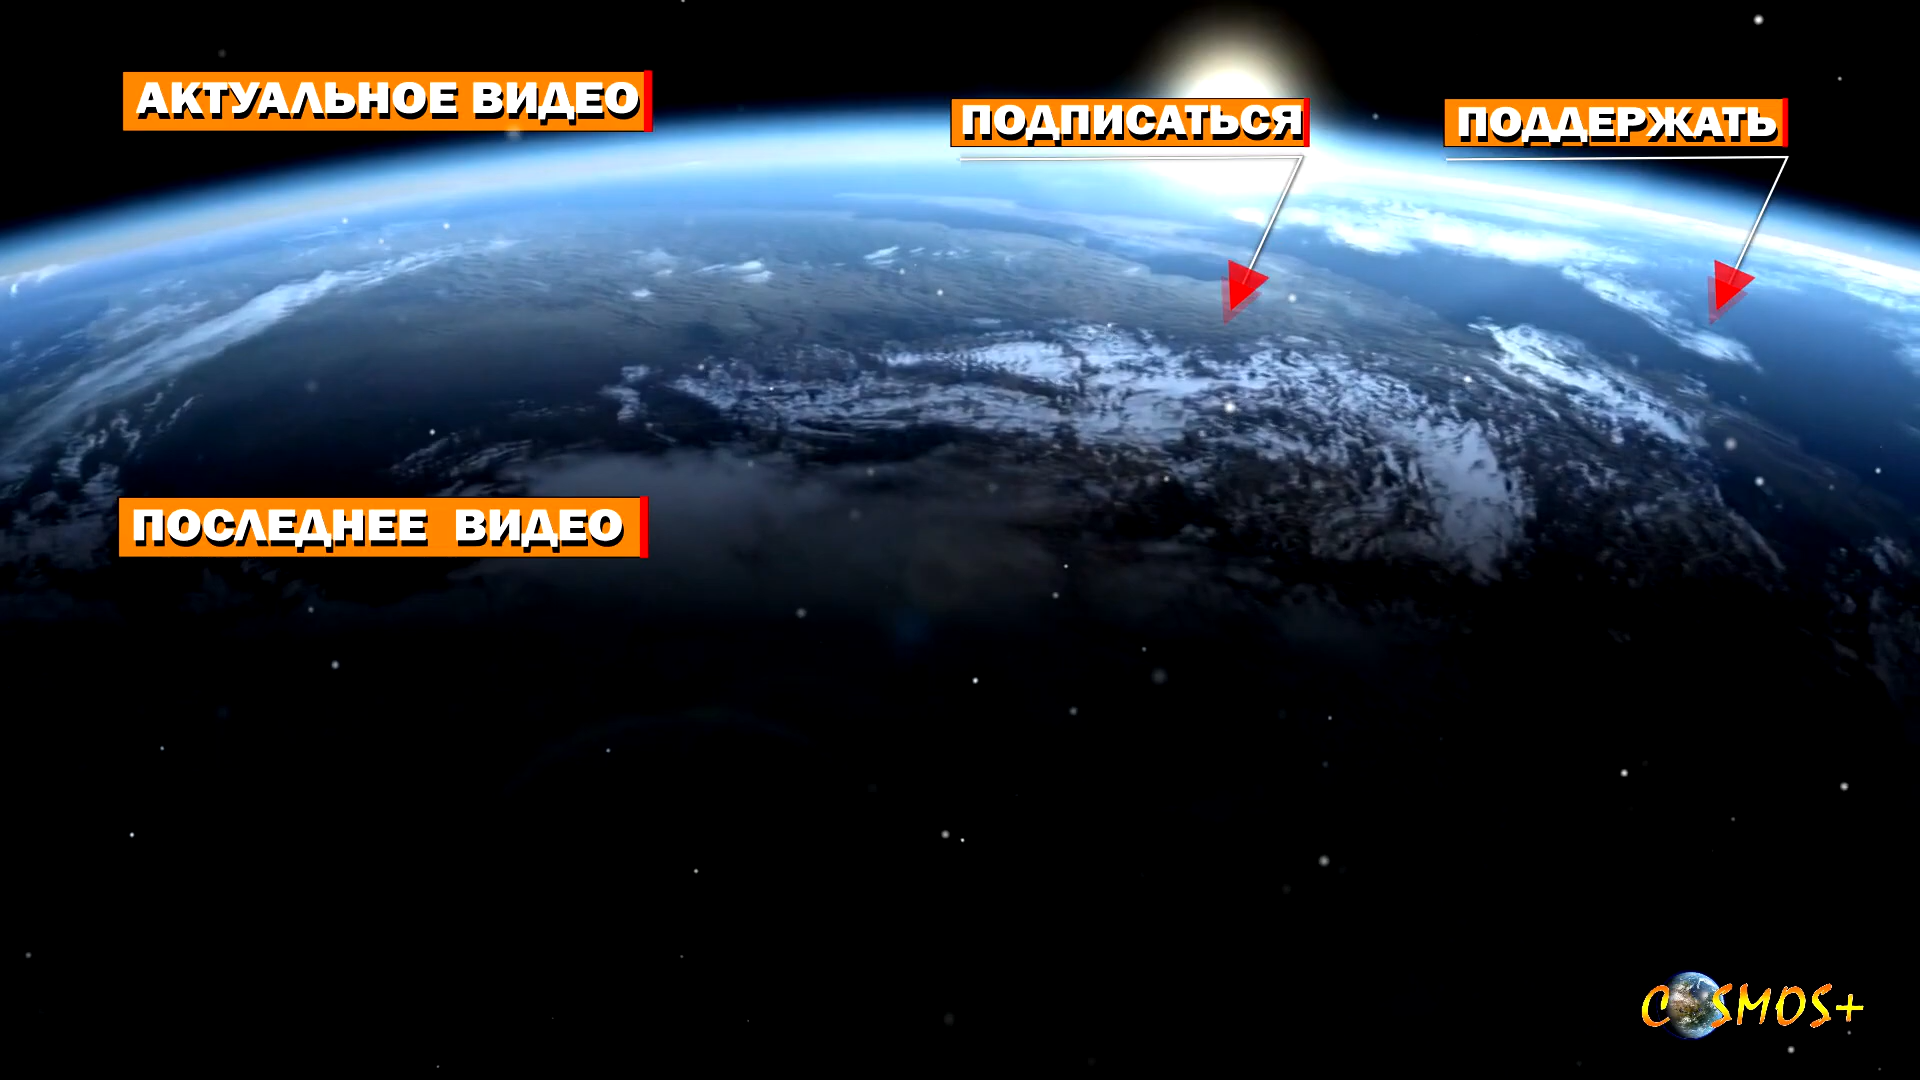 АКТУАЛЬНОЕ ВИДЕО
ПОДПИСАТЬСЯ
ПОДДЕРЖАТЬ
ПОСЛЕДНЕЕ ВИДЕО
COSMOS+